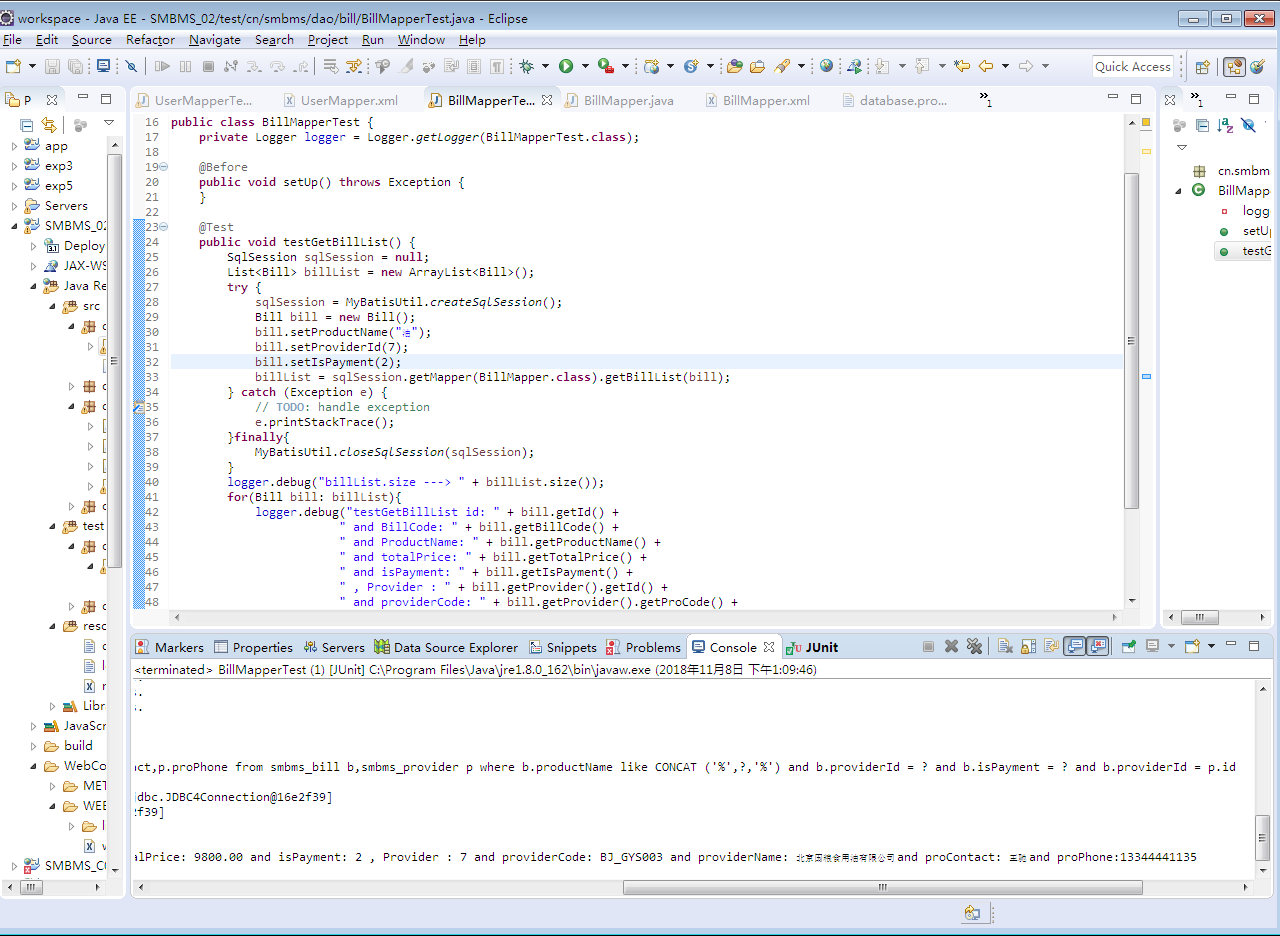 workspace - Java EE - SMBMS_02/test/cn/smbms/dao/bill/BillMapperTest.java - Eclipse
File Edit Source Refactor Navigate Search Project Run Window Help
Quick Access
P
UserMapperTe... UserMapper.xml BillMapperTe... BillMapper.java BillMapper.xml database.pro... »1
»1
app
exp3
exp5
Servers
SMBMS_02
Deploy
JAX-WS
Java Re
src
test
reso
Libr
JavaScr
build
WebCo
MET
WEE
SMBMS_C
16 public class BillMapperTest {
17 private Logger logger = Logger.getLogger(BillMapperTest.class);
18
19 @Before
20 public void setUp() throws Exception {
21 }
22
23 @Test
24 public void testGetBillList() {
25 SqlSession sqlSession = null;
26 List<Bill> billList = new ArrayList<Bill>();
27 try {
28 sqlSession = MyBatisUtil.createSqlSession();
29 Bill bill = new Bill();
30 bill.setProductName("油");
31 bill.setProviderId(7);
32 bill.setIsPayment(2);
33 billList = sqlSession.getMapper(BillMapper.class).getBillList(bill);
34 } catch (Exception e) {
35 // TODO: handle exception
36 e.printStackTrace();
37 }finally{
38 MyBatisUtil.closeSqlSession(sqlSession);
39 }
40 logger.debug("billList.size ---> " + billList.size());
41 for(Bill bill: billList){
42 logger.debug("testGetBillList id: " + bill.getId() +
43 " and BillCode: " + bill.getBillCode() +
44 " and ProductName: " + bill.getProductName() +
45 " and totalPrice: " + bill.getTotalPrice() +
46 " and isPayment: " + bill.getIsPayment() +
47 " , Provider : " + bill.getProvider().getId() +
48 " and providerCode: " + bill.getProvider().getProCode() +
cn.smbm
BillMapp
logg
setU
testG
Markers Properties Servers Data Source Explorer Snippets Problems Console JUnit
<terminated> BillMapperTest (1) [JUnit] C:\Program Files\Java\jre1.8.0_162\bin\javaw.exe (2018年11月8日 下午1:09:46)
act,p.proPhone from smbms_bill b,smbms_provider p where b.productName like CONCAT ('%',?,'%') and b.providerId = ? and b.isPayment = ? and b.providerId = p.id
jdbc.JDBC4Connection@16e2f39]
2f39]
alPrice: 9800.00 and isPayment: 2 , Provider : 7 and providerCode: BJ_GYS003 and providerName: 北京国粮食用油有限公司 and proContact: 王驰 and proPhone:13344441135